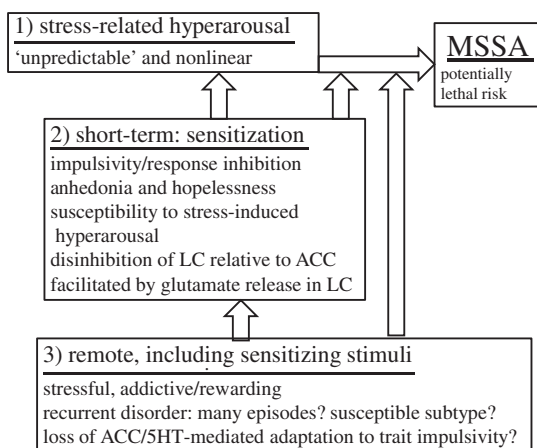 1) stress-related hyperarousal
‘unpredictable’ and nonlinear
MSSA
potentially
lethal risk
2) short-term: sensitization
impulsivity/response inhibition
anhedonia and hopelessness
susceptibility to stress-induced
hyperarousal
disinhibition of LC relative to ACC
facilitated by glutamate release in LC
3) remote, including sensitizing stimuli
stressful, addictive/rewarding
recurrent disorder: many episodes? susceptible subtype?
loss of ACC/5HT-mediated adaptation to trait impulsivity?